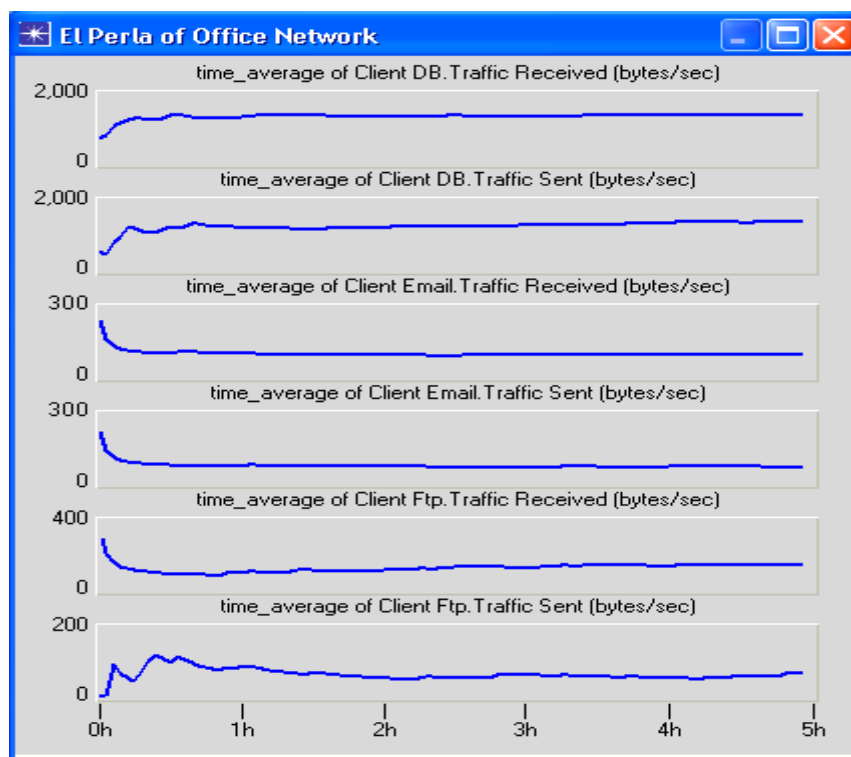 El Perla of Office Network
time_average of Client DB.Traffic Received (bytes/sec)
2,000
0
time_average of Client DB.Traffic Sent (bytes/sec)
2,000
0
time_average of Client Email.Traffic Received (bytes/sec)
300
0
time_average of Client Email.Traffic Sent (bytes/sec)
300
0
time_average of Client Ftp.Traffic Received (bytes/sec)
400
0
time_average of Client Ftp.Traffic Sent (bytes/sec)
200
0
0h 1h 2h 3h 4h 5h